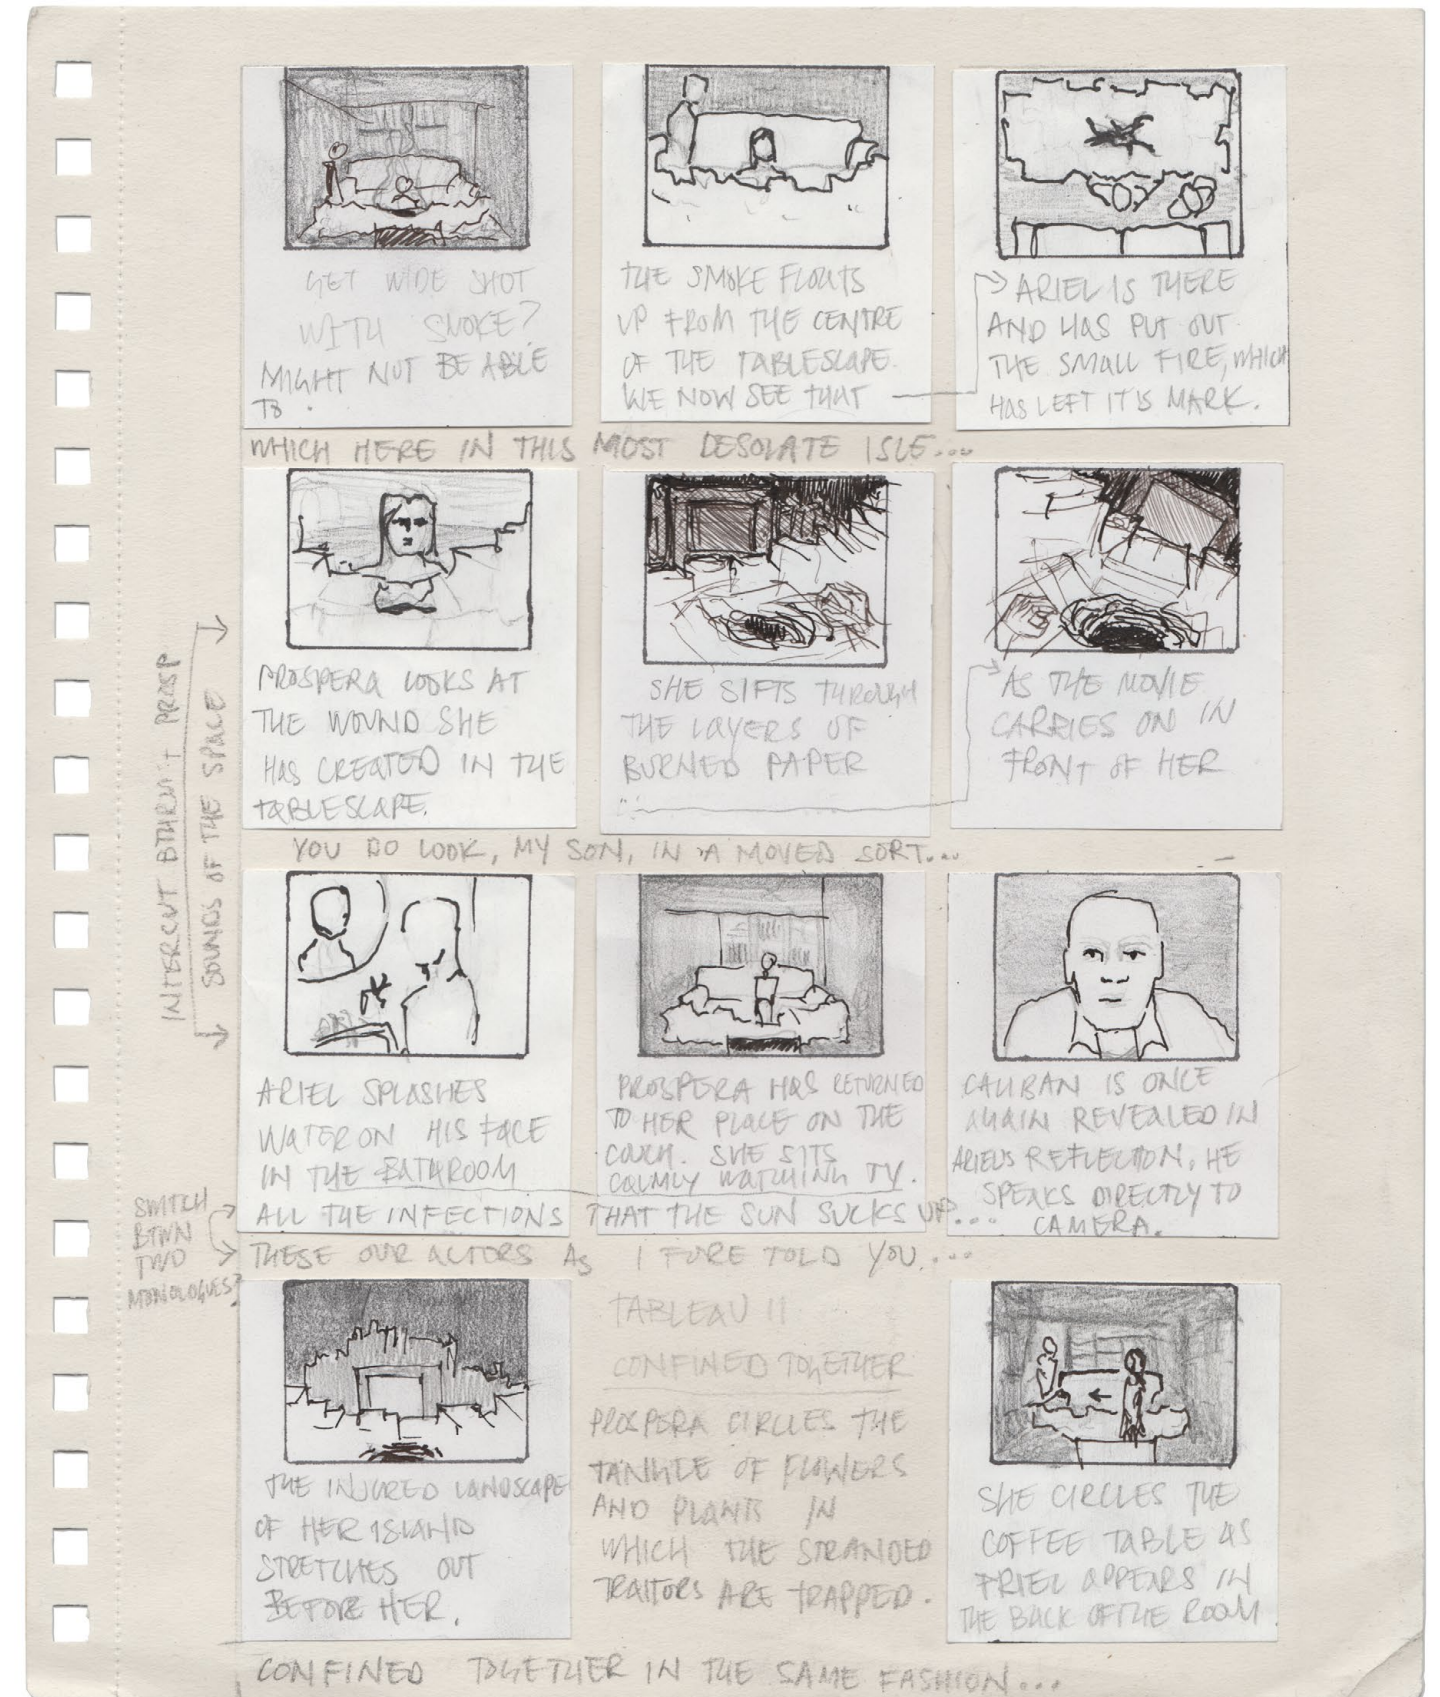 GET WIDE SHOT
WITH SMOKE?
MIGHT NOT BE ABLE
TO.
THE SMOKE FLOATS
UP FROM THE CENTRE
OF THE TABLESCAPE.
WE NOW SEE THAT
ARIEL IS THERE
AND HAS PUT OUT
THE SMALL FIRE, WHICH
HAS LEFT IT'S MARK.
WHICH HERE IN THIS MOST DESOLATE ISLE...
PROSPERA LOOKS AT
THE WOUND SHE
HAS CREATED IN THE
TABLESCAPE.
SHE SIFTS THROUGH
THE LAYERS OF
BURNED PAPER
AS THE MOVIE
CARRIES ON IN
FRONT OF HER
INTERCUT BTHRM + PROSP
SOUNDS OF THE SPACE
YOU DO LOOK, MY SON, IN A MOVED SORT...
ARIEL SPLASHES
WATER ON HIS FACE
IN THE BATHROOM
PROSPERA HAS RETURNED
TO HER PLACE ON THE
COUCH. SHE SITS
CALMLY WATCHING TV.
CALIBAN IS ONCE
AGAIN REVEALED IN
ARIEL'S REFLECTION, HE
SPEAKS DIRECTLY TO
CAMERA.
SWITCH
BTWN
TWO
MONOLOGUES?
ALL THE INFECTIONS THAT THE SUN SUCKS UP...
THESE OUR ACTORS AS I FORE TOLD YOU...
THE INJURED LANDSCAPE
OF HER ISLAND
STRETCHES OUT
BEFORE HER.
TABLEAU 11
CONFINED TOGETHER
PROSPERA CIRCLES THE
TANGLE OF FLOWERS
AND PLANTS IN
WHICH THE STRANDED
TRAITORS ARE TRAPPED.
SHE CIRCLES THE
COFFEE TABLE AS
ARIEL APPEARS IN
THE BACK OF THE ROOM
CONFINED TOGETHER IN THE SAME FASHION...